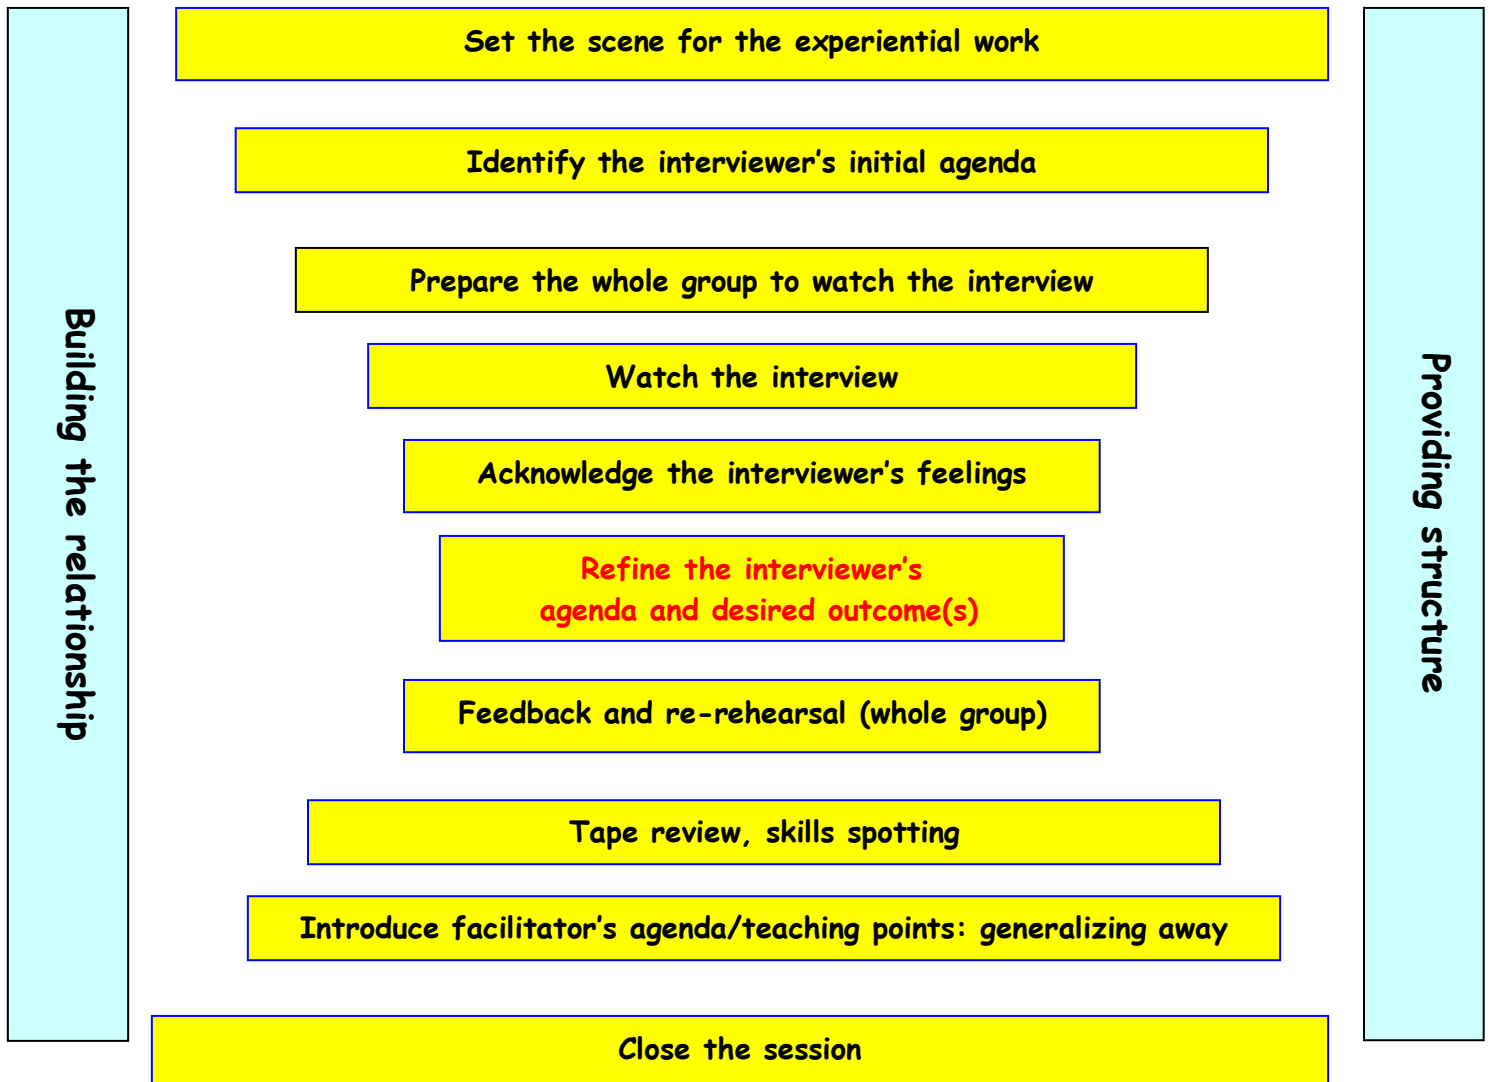 Set the scene for the experiential work
Identify the interviewer's initial agenda
Prepare the whole group to watch the interview
Watch the interview
Acknowledge the interviewer's feelings
Refine the interviewer's
agenda and desired outcome(s)
Feedback and re-rehearsal (whole group)
Tape review, skills spotting
Introduce facilitator's agenda/teaching points: generalizing away
Close the session
Building the relationship
Providing structure